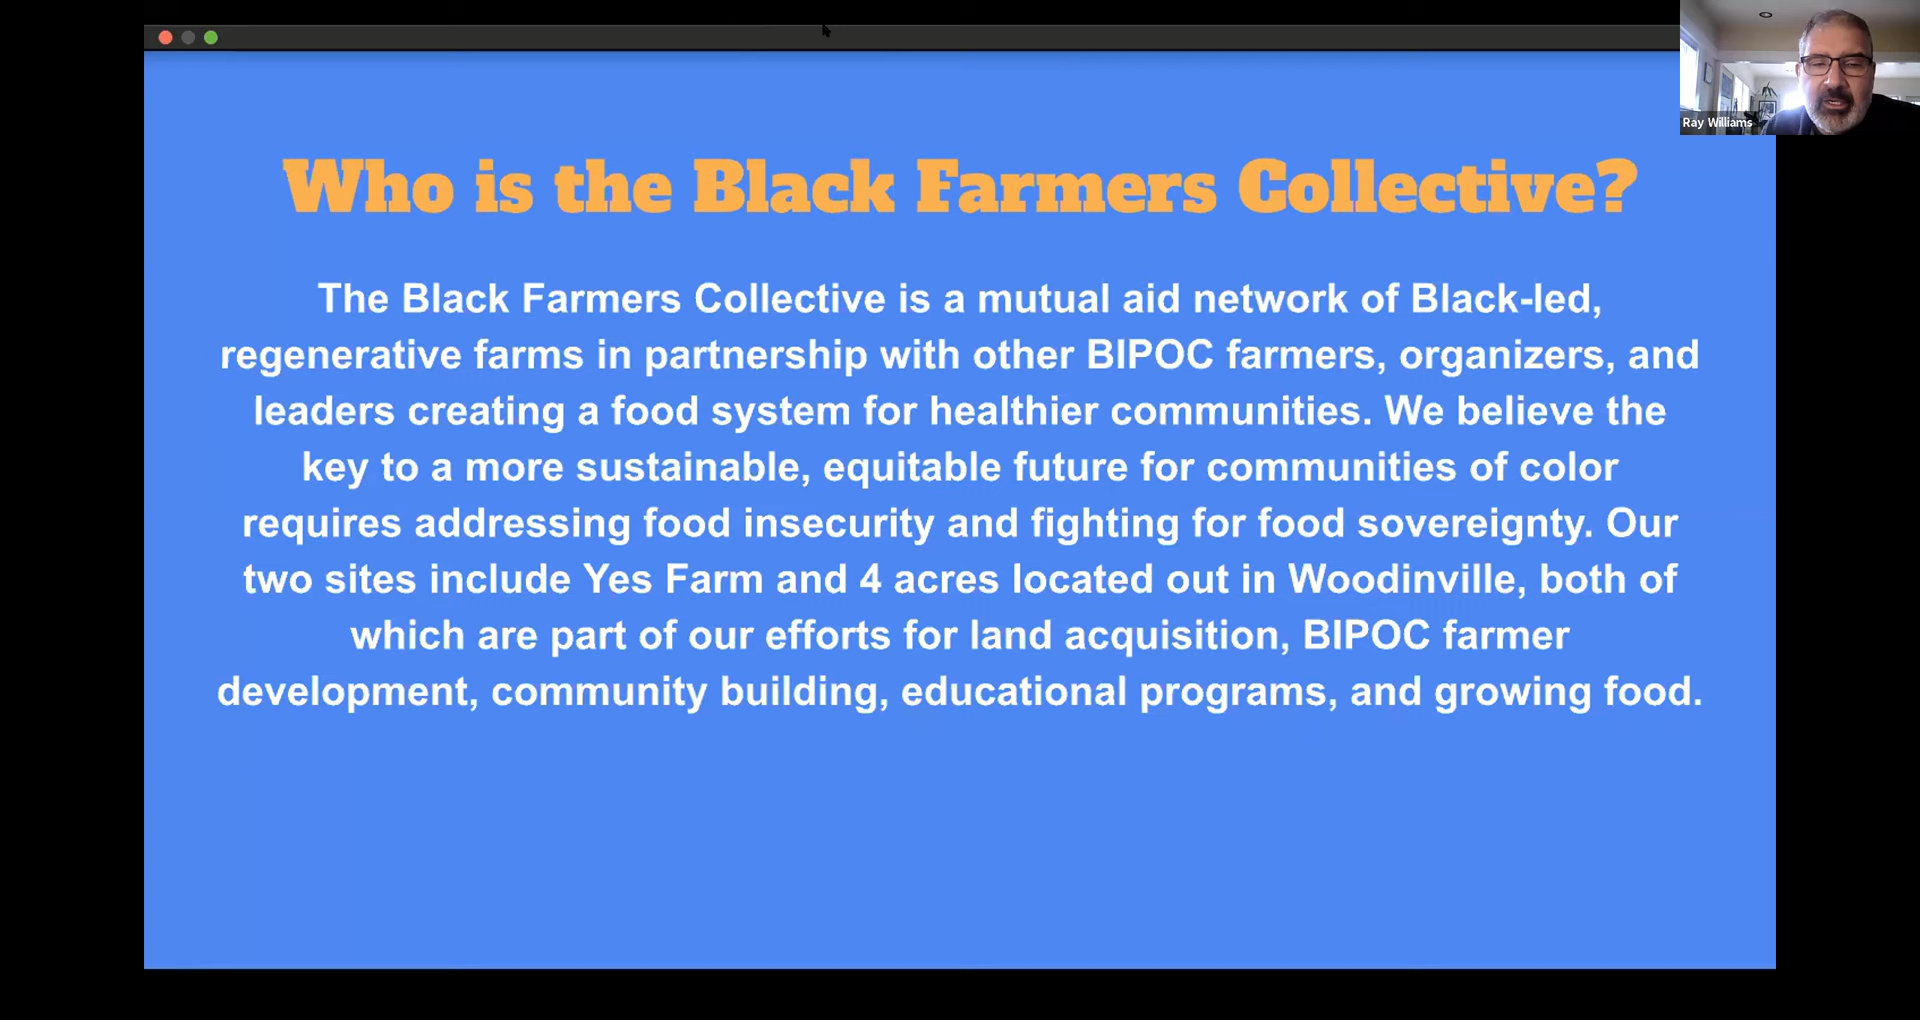 Ray Williams
Who is the Black Farmers Collective?
The Black Farmers Collective is a mutual aid network of Black-led,
regenerative farms in partnership with other BIPOC farmers, organizers, and
leaders creating a food system for healthier communities. We believe the
key to a more sustainable, equitable future for communities of color
requires addressing food insecurity and fighting for food sovereignty. Our
two sites include Yes Farm and 4 acres located out in Woodinville, both of
which are part of our efforts for land acquisition, BIPOC farmer
development, community building, educational programs, and growing food.